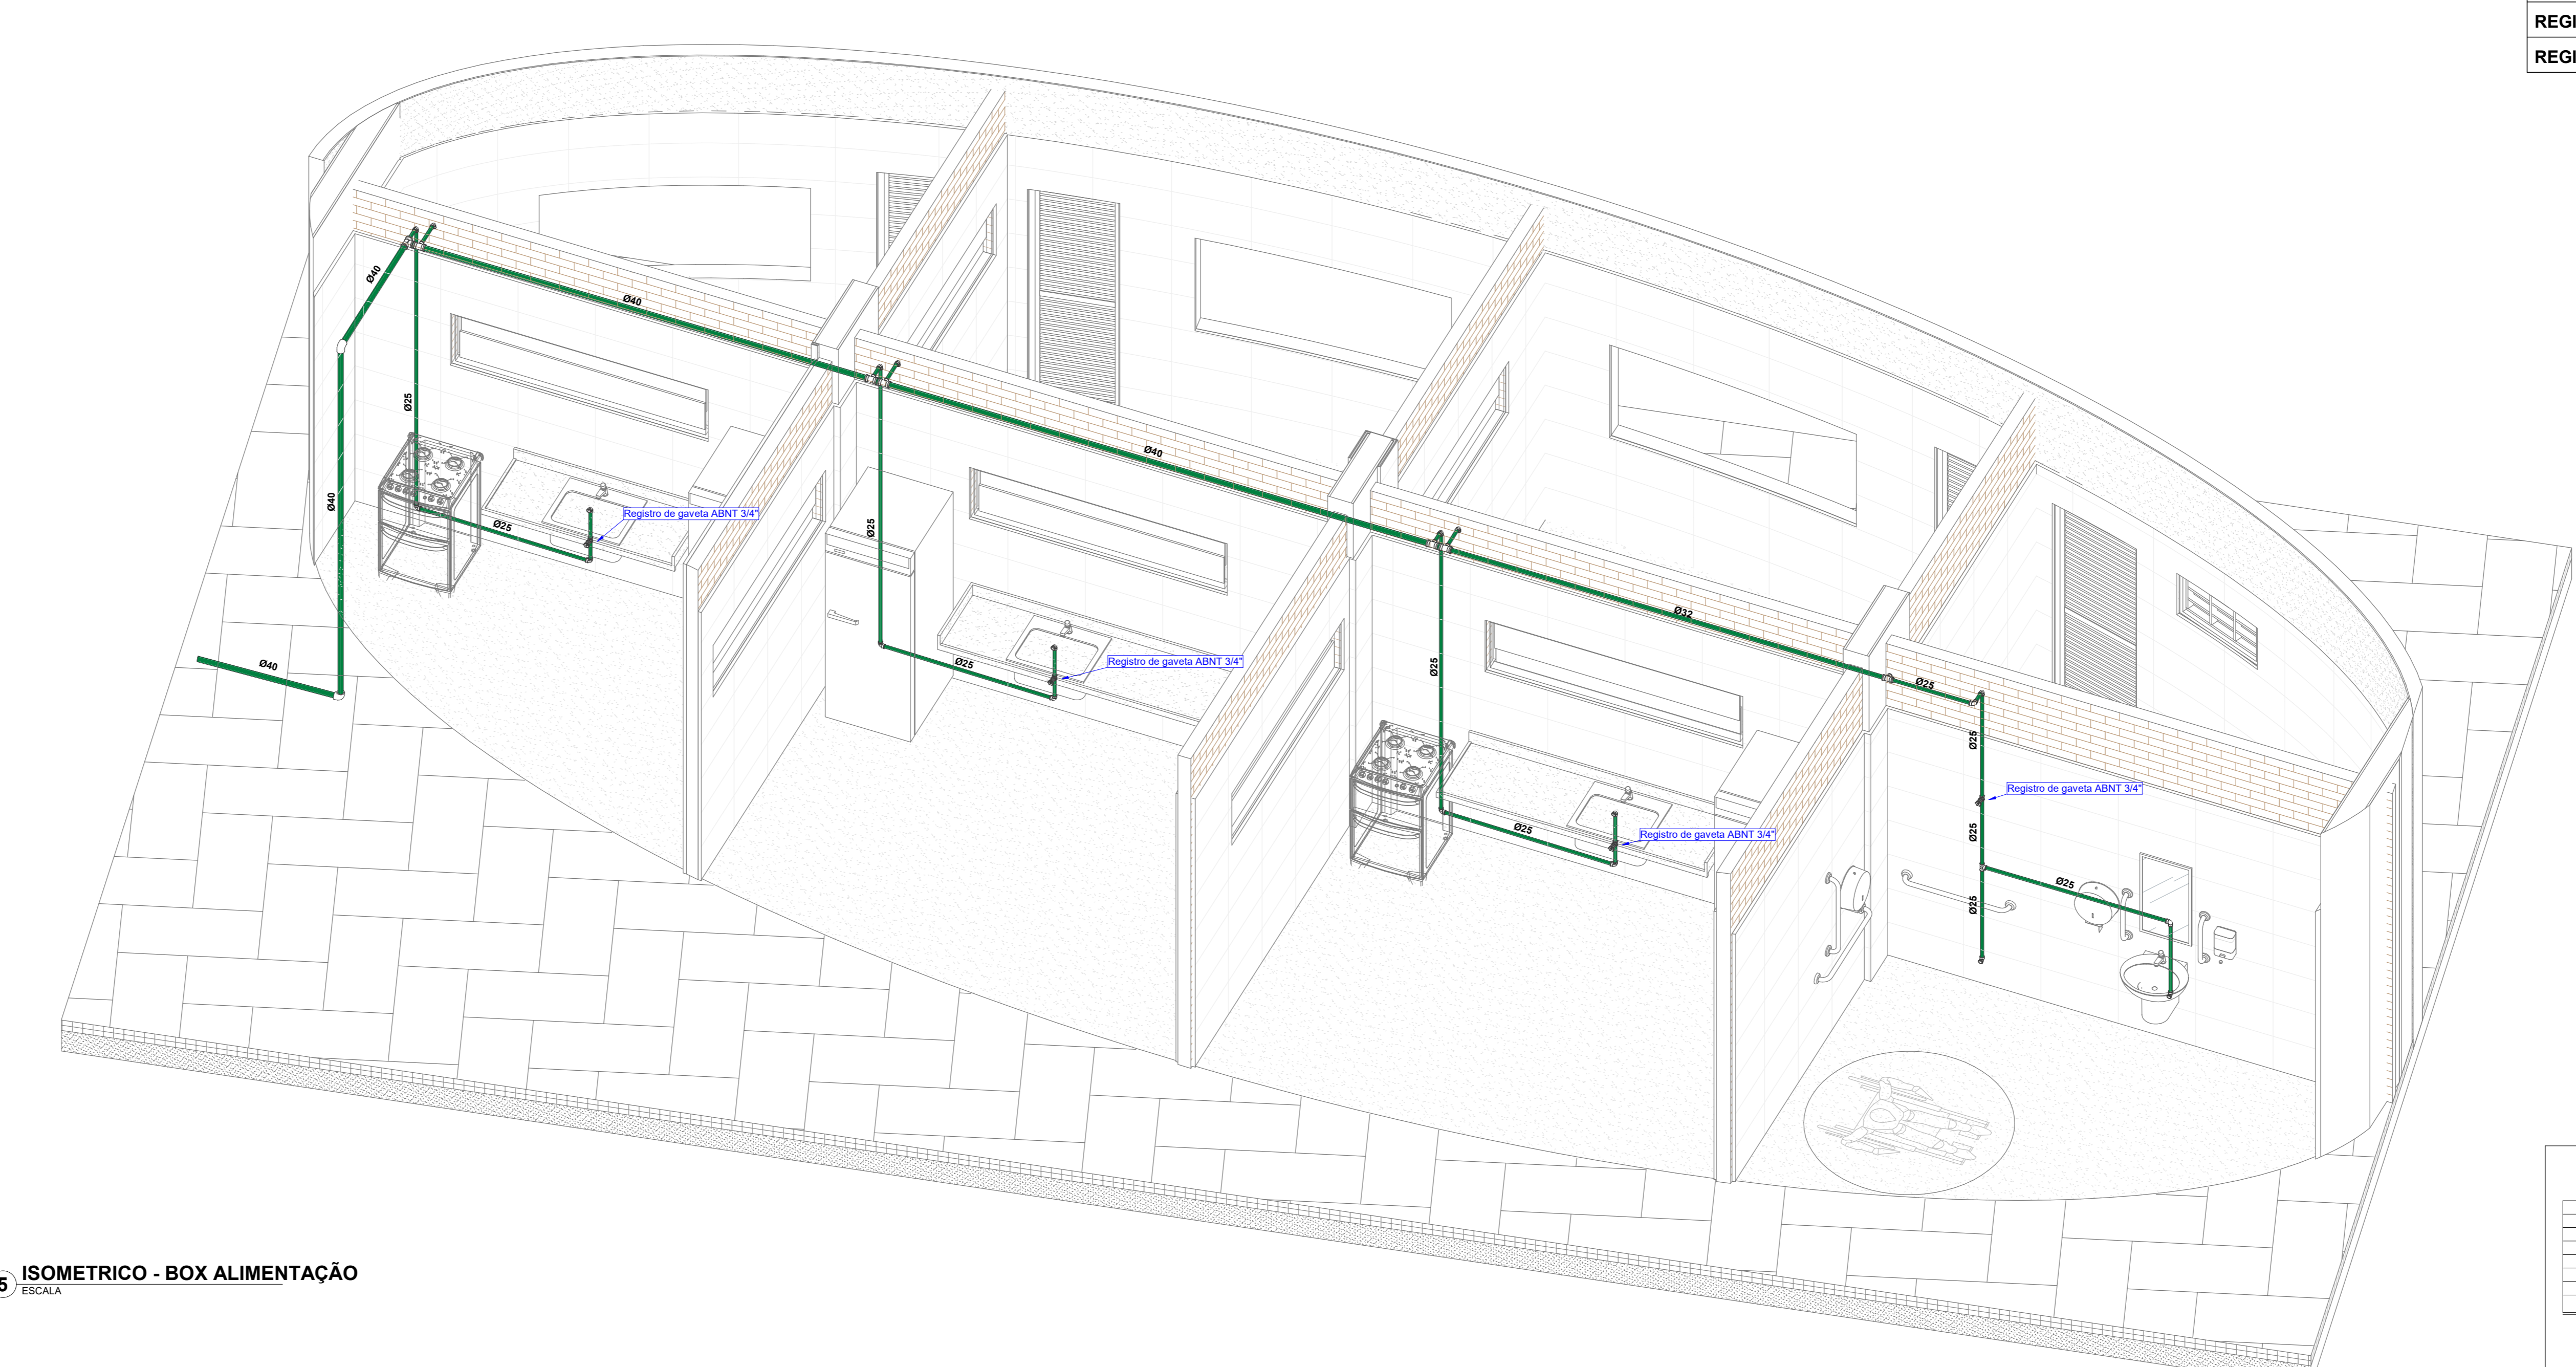 REGI
REGI
Ø40
Ø40
Ø25
Ø40
Ø25
Registro de gaveta ABNT 3/4"
Ø40
Ø40
Ø25
Ø25
Registro de gaveta ABNT 3/4"
Ø32
Ø25
Ø25
Registro de gaveta ABNT 3/4"
Ø25
Ø25
Registro de gaveta ABNT 3/4"
Ø25
Ø25
Ø25
5 ISOMETRICO - BOX ALIMENTAÇÃO
ESCALA